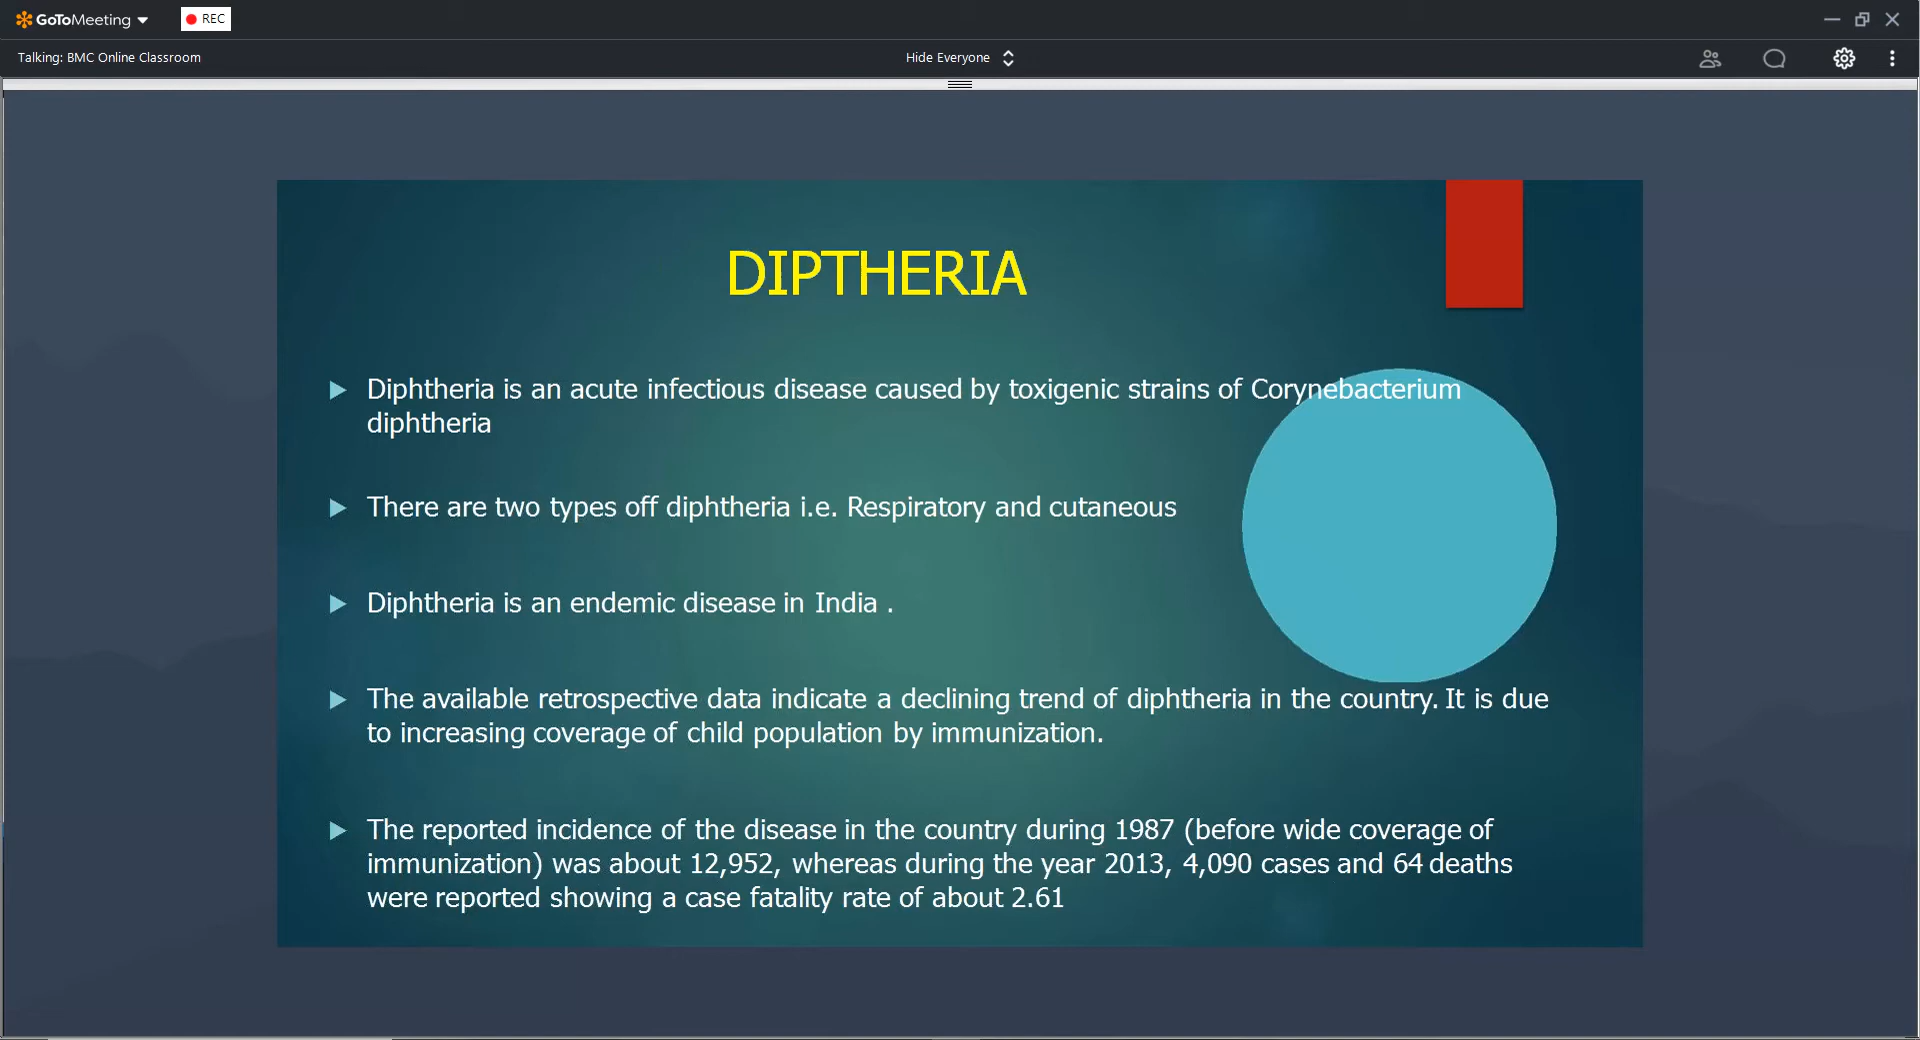 GoToMeeting
REC
Talking: BMC Online Classroom
Hide Everyone
DIPTHERIA
Diphtheria is an acute infectious disease caused by toxigenic strains of Corynebacterium
diphtheria
There are two types off diphtheria i.e. Respiratory and cutaneous
Diphtheria is an endemic disease in India .
The available retrospective data indicate a declining trend of diphtheria in the country. It is due
to increasing coverage of child population by immunization.
The reported incidence of the disease in the country during 1987 (before wide coverage of
immunization) was about 12,952, whereas during the year 2013, 4,090 cases and 64 deaths
were reported showing a case fatality rate of about 2.61